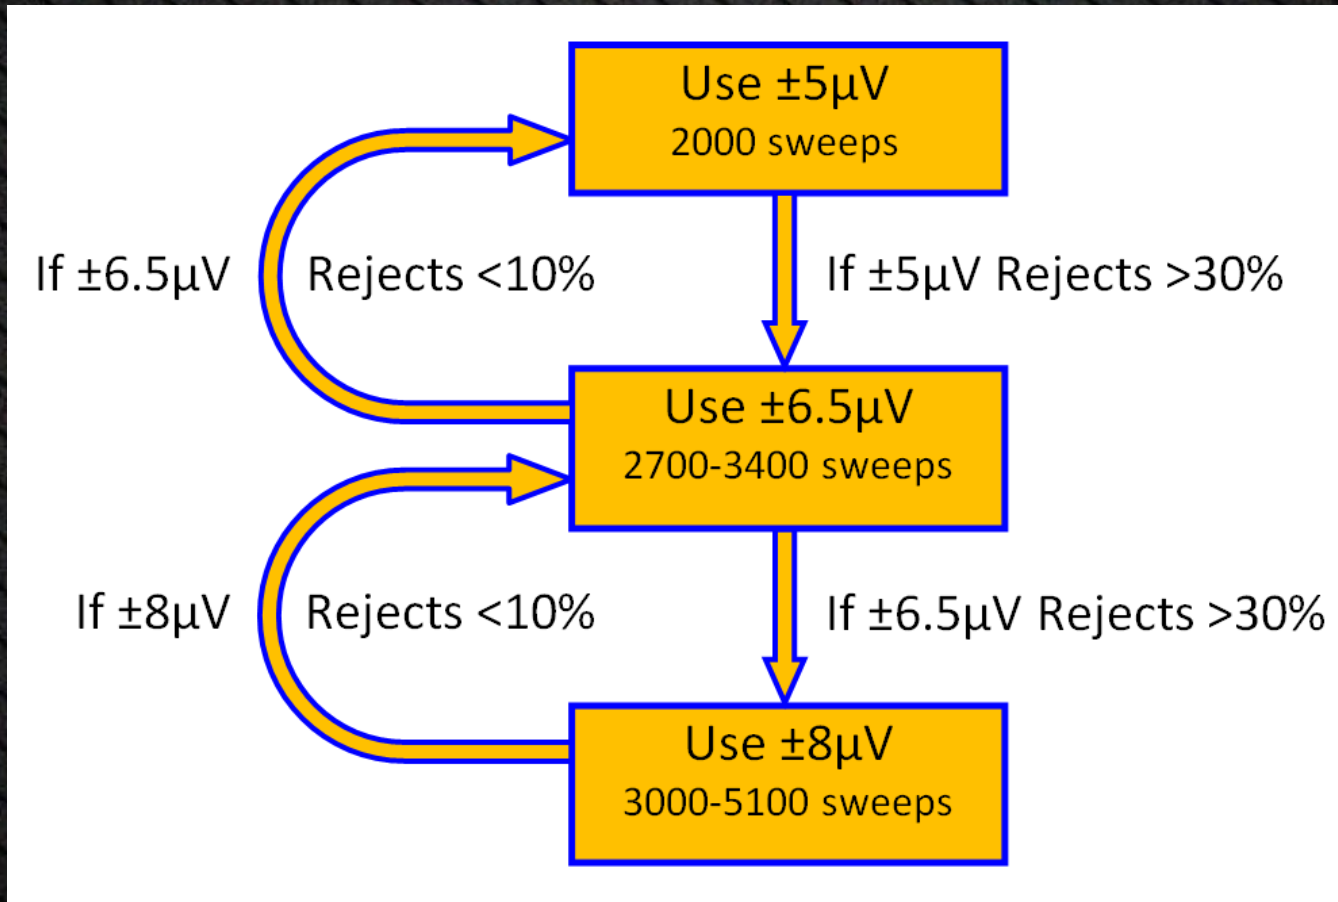 Use ±5µV
2000 sweeps
If ±6.5µV Rejects <10%
If ±5µV Rejects >30%
Use ±6.5µV
2700-3400 sweeps
If ±8µV Rejects <10%
If ±6.5µV Rejects >30%
Use ±8µV
3000-5100 sweeps